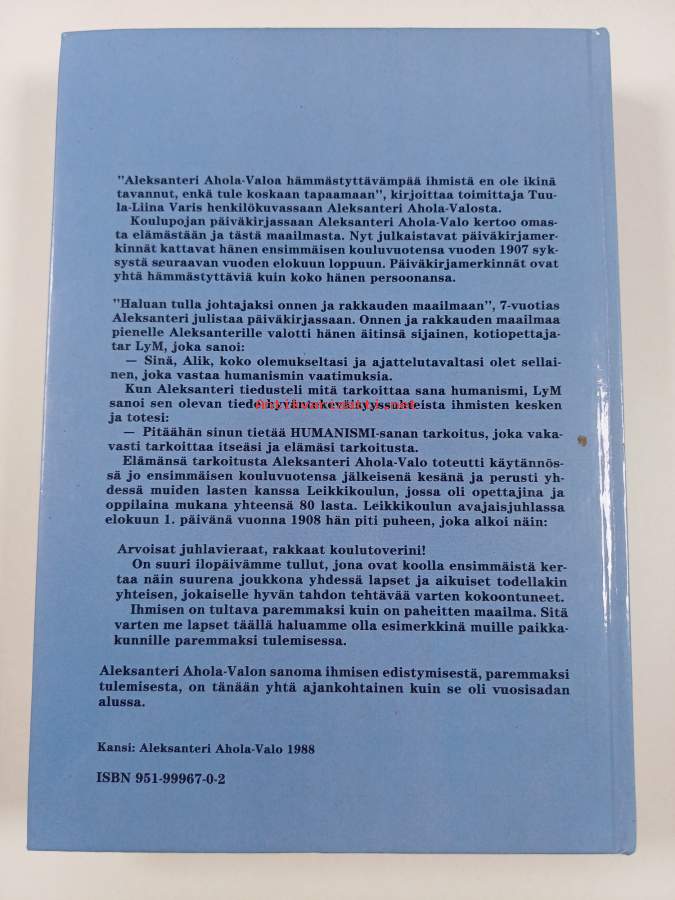 "Aleksanteri Ahola-Valoa hämmästyttävämpää ihmistä en ole ikinä
tavannut, enkä tule koskaan tapaamaan", kirjoittaa toimittaja Tuu-
la-Liina Varis henkilökuvassaan Aleksanteri Ahola-Valosta.
Koulupojan päiväkirjassaan Aleksanteri Ahola-Valo kertoo omas-
ta elämästään ja tästä maailmasta. Nyt julkaistavat päiväkirjamer-
kinnät kattavat hänen ensimmäisen kouluvuotensa vuoden 1907 syk-
systä seuraavan vuoden elokuun loppuun. Päiväkirjamerkinnät ovat
yhtä hämmästyttäviä kuin koko hänen persoonansa.
"Haluan tulla johtajaksi onnen ja rakkauden maailmaan", 7-vuotias
Aleksanteri julistaa päiväkirjassaan. Onnen ja rakkauden maailmaa
pienelle Aleksanterille valotti hänen äitinsä sijainen, kotiopettaja-
tar LyM, joka sanoi:
— Sinä, Alik, koko olemukseltasi ja ajattelutavaltasi olet sellai-
nen, joka vastaa humanismin vaatimuksia.
Kun Aleksanteri tiedusteli mitä tarkoittaa sana humanismi, LyM
sanoi sen olevan tiede hyväntekeväisyyssuhteista ihmisten kesken
Antiikvariaatti.net
ja totesi:
— Pitäähän sinun tietää HUMANISMI-sanan tarkoitus, joka vaka-
vasti tarkoittaa itseäsi ja elämäsi tarkoitusta.
Elämänsä tarkoitusta Aleksanteri Ahola-Valo toteutti käytännös-
sä jo ensimmäisen kouluvuotensa jälkeisenä kesänä ja perusti yh-
dessä muiden lasten kanssa Leikkikoulun, jossa oli opettajina ja
oppilaina mukana yhteensä 80 lasta. Leikkikoulun avajaisjuhlassa
elokuun 1. päivänä vuonna 1908 hän piti puheen, joka alkoi näin:
Arvoisat juhlavieraat, rakkaat koulutoverini!
On suuri ilopäivämme tullut, jona ovat koolla ensimmäistä ker-
taa näin suurena joukkona yhdessä lapset ja aikuiset todellakin
yhteisen, jokaiselle hyvän tahdon tehtävää varten kokoontuneet.
Ihmisen on tultava paremmaksi kuin on paheitten maailma. Sitä
varten me lapset täällä haluamme olla esimerkkinä muille paikka-
kunnille paremmaksi tulemisessa.
Aleksanteri Ahola-Valon sanoma ihmisen edistymisestä, paremmaksi
tulemisesta, on tänään yhtä ajankohtainen kuin se oli vuosisadan
alussa.
Kansi: Aleksanteri Ahola-Valo 1988
ISBN 951-99967-0-2